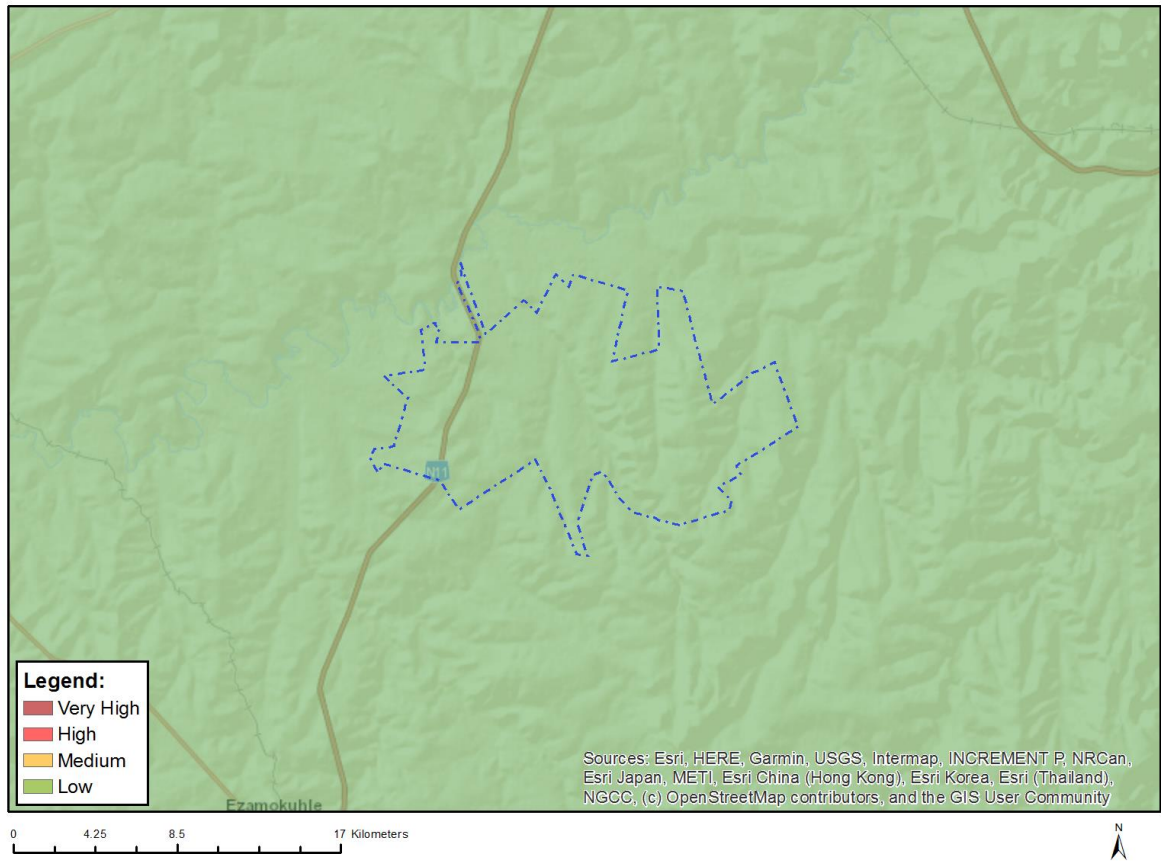 N11
Legend:
Very High
High
Medium
Low
Ezamokuhle
Sources: Esri, HERE, Garmin, USGS, Intermap, INCREMENT P, NRCan,
Esri Japan, METI, Esri China (Hong Kong), Esri Korea, Esri (Thailand),
NGCC, (c) OpenStreetMap contributors, and the GIS User Community
0 4.25 8.5 17 Kilometers
N